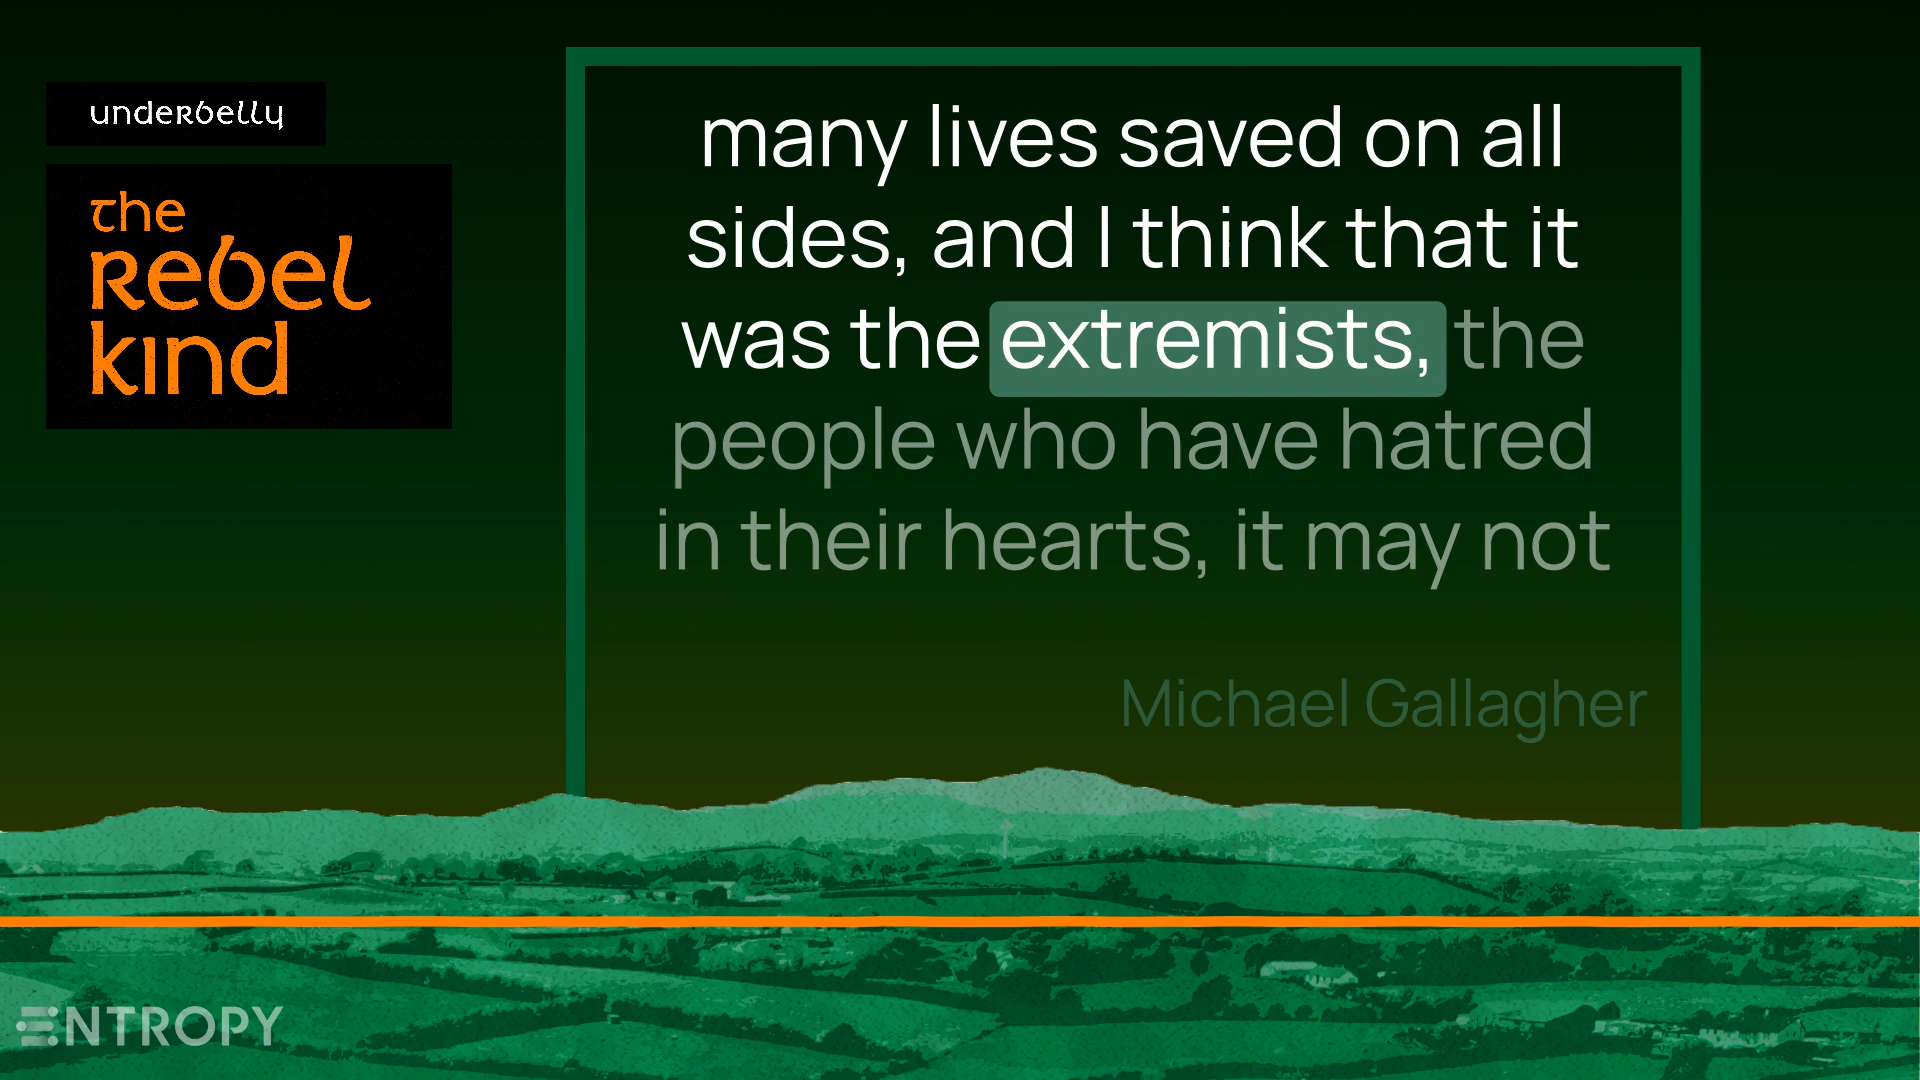 underbelly
the
Rebel
kind
many lives saved on all
sides, and I think that it
was the extremists, the
people who have hatred
in their hearts, it may not
Michael Gallagher
ENTROPY